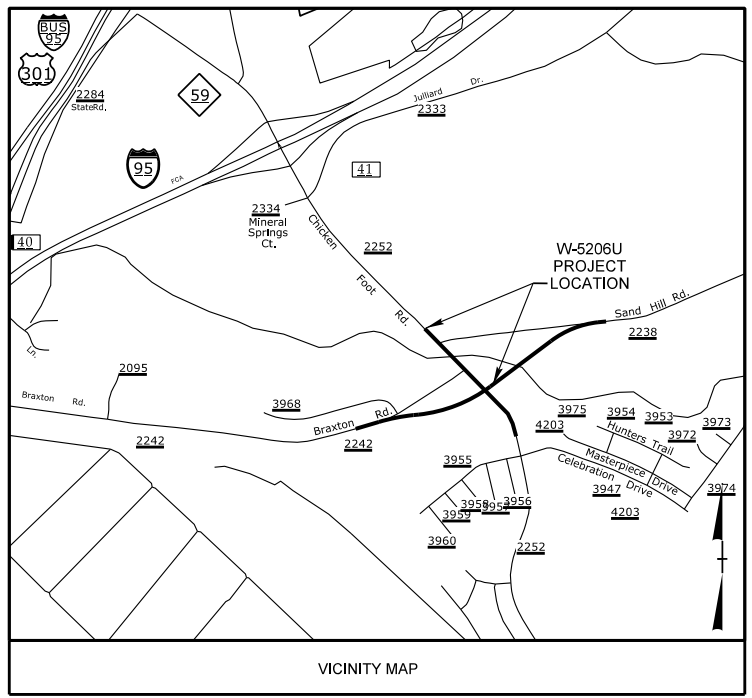 BUS
95
301
2284
State Rd.
59
Julliard Dr.
2333
95
FCA
41
2334
Mineral
Springs
Ct.
40
Chicken Foot Rd.
2252
W-5206U
PROJECT
LOCATION
Sand Hill Rd.
2238
Ln.
2095
Braxton Rd.
3968
Braxton Rd.
2242
2242
3975
3954
3953
3973
4203
Hunters Trail
3972
3955
Masterpiece Drive
Celebration Drive
3947
3974
3958
3957
3956
3959
4203
3960
2252
VICINITY MAP